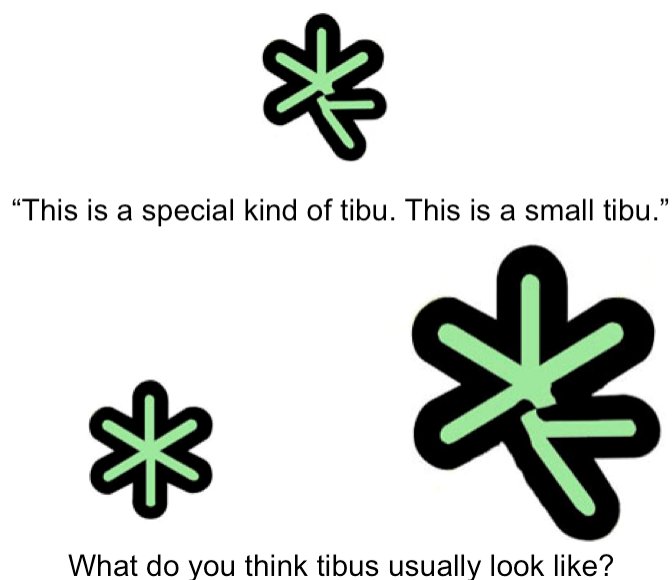 “This is a special kind of tibu. This is a small tibu.”
What do you think tibus usually look like?